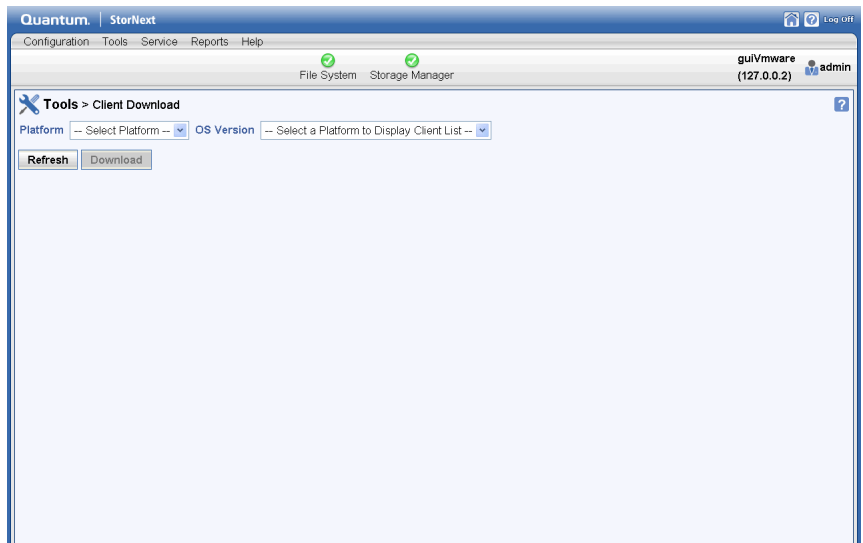 Quantum. StorNext Log Off
Configuration Tools Service Reports Help
guiVmware
File System Storage Manager (127.0.0.2) admin
Tools > Client Download ?
Platform -- Select Platform -- OS Version -- Select a Platform to Display Client List --
Refresh Download